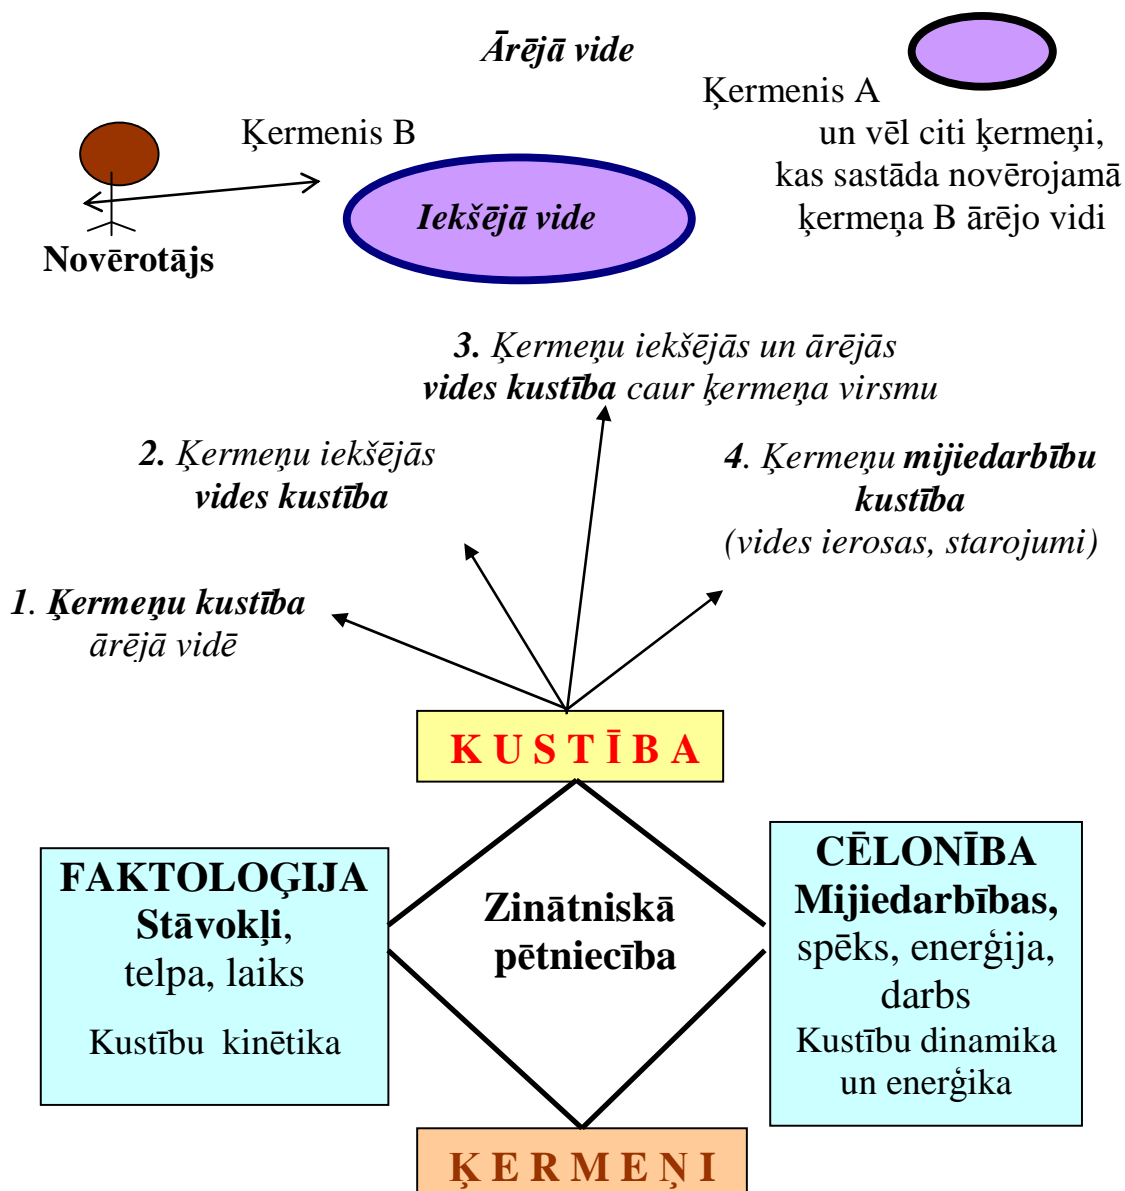 Ārējā vide
Ķermenis A
un vēl citi ķermeņi,
kas sastāda novērojamā
ķermeņa B ārējo vidi
Ķermenis B
Iekšējā vide
Novērotājs
3. Ķermeņu iekšējās un ārējās
vides kustība caur ķermeņa virsmu
2. Ķermeņu iekšējās
vides kustība
4. Ķermeņu mijiedarbību
kustība
(vides ierosas, starojumi)
1. Ķermeņu kustība
ārējā vidē
K U S T Ī B A
FAKTOLOĢIJA
Stāvokļi,
telpa, laiks
Kustību kinētika
Zinātniskā
pētniecība
CĒLONĪBA
Mijiedarbības,
spēks, enerģija,
darbs
Kustību dinamika
un enerģika
Ķ E R M E Ņ I